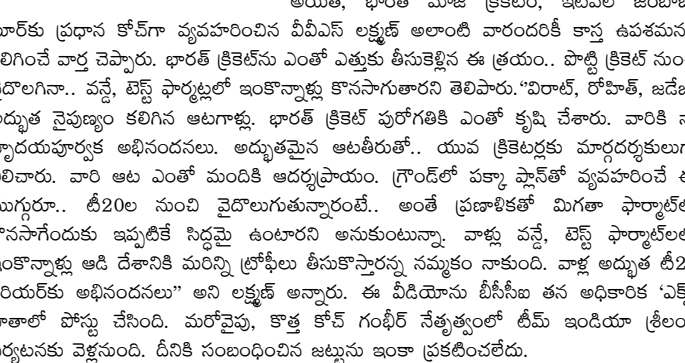 అయితే, భారత మాజీ క్రికెటర్, ఇటీవల జింబాబ్
టూర్‌కు ప్రధాన కోచ్‌గా వ్యవహరించిన వీవీఎస్ లక్ష్మణ్ అలాంటి వారందరికీ కాస్త ఉపశమన
లిగించే వార్త చెప్పారు. భారత్ క్రికెట్‌ను ఎంతో ఎత్తుకు తీసుకెళ్లిన ఈ త్రయం.. పొట్టి క్రికెట్ నుం
వైదొలగినా.. వన్డే, టెస్ట్ ఫార్మట్లలో ఇంకొన్నాళ్లు కొనసాగుతారని తెలిపారు.‘‘విరాట్, రోహిత్, జడేజ
అద్భుత నైపుణ్యం కలిగిన ఆటగాళ్లు. భారత్ క్రికెట్ పురోగతికి ఎంతో కృషి చేశారు. వారికి నా
హృదయపూర్వక అభినందనలు. అద్భుతమైన ఆటతీరుతో.. యువ క్రికెటర్లకు మార్గదర్శకులుగ
నిలిచారు. వారి ఆట ఎంతో మందికి ఆదర్శప్రాయం. గ్రౌండ్‌లో పక్కా ప్లాన్‌తో వ్యవహరించే ఈ
ముగ్గురూ.. టీ20ల నుంచి వైదొలుగుతున్నారంటే.. అంతే ప్రణాళికతో మిగతా ఫార్మాట్‌ల
కొనసాగేందుకు ఇప్పటికే సిద్ధమై ఉంటారని అనుకుంటున్నా. వాళ్లు వన్డే, టెస్ట్ ఫార్మాట్‌లల
ఇంకొన్నాళ్లు ఆడి దేశానికి మరిన్ని ట్రోఫీలు తీసుకొస్తారన్న నమ్మకం నాకుంది. వాళ్ల అద్భుత టీ2
రియర్‌కు అభినందనలు’’ అని లక్ష్మణ్ అన్నారు. ఈ వీడియోను బీసీసీఐ తన అధికారిక ‘ఎక్స్
ఖాతాలో పోస్టు చేసింది. మరోవైపు, కొత్త కోచ్ గంభీర్ నేతృత్వంలో టీమ్ ఇండియా శ్రీలం
పర్యటనకు వెళ్లనుంది. దీనికి సంబంధించిన జట్టును ఇంకా ప్రకటించలేదు.